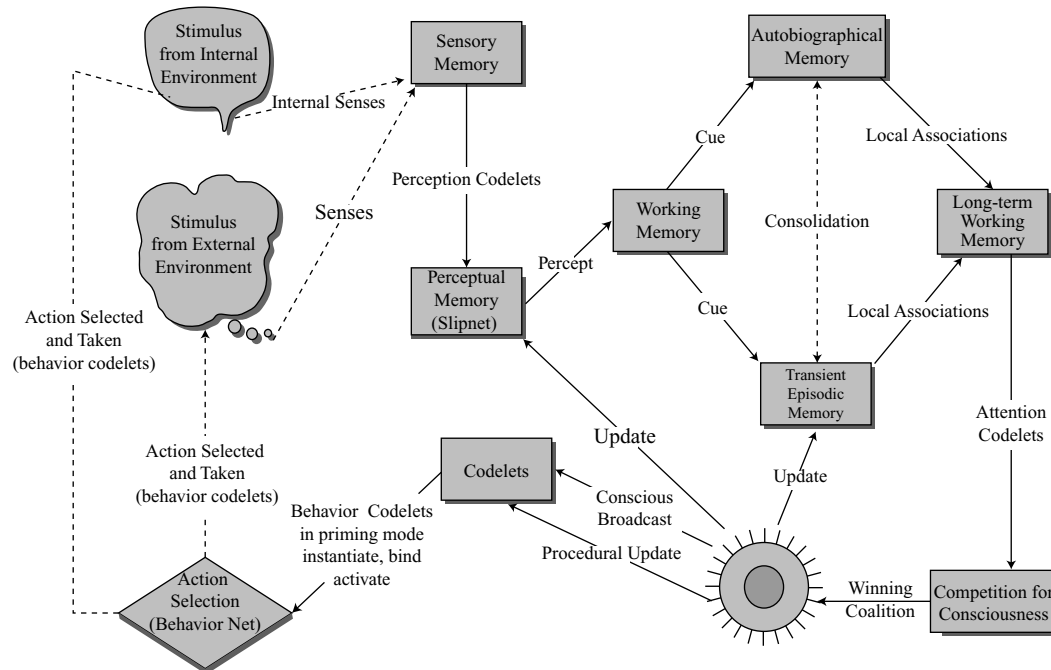 Stimulus
from Internal
Environment
Sensory
Memory
Autobiographical
Memory
Internal Senses
Cue
Local Associations
Perception Codelets
Stimulus
from External
Environment
Senses
Working
Memory
Consolidation
Long-term
Working
Memory
Percept
Perceptual
Memory
(Slipnet)
Cue
Local Associations
Action Selected
and Taken
(behavior codelets)
Transient
Episodic
Memory
Attention
Codelets
Update
Action Selected
and Taken
(behavior codelets)
Codelets
Update
Conscious
Broadcast
Behavior Codelets
in priming mode
instantiate, bind
activate
Procedural Update
Action
Selection
(Behavior Net)
Winning
Coalition
Competition for
Consciousness